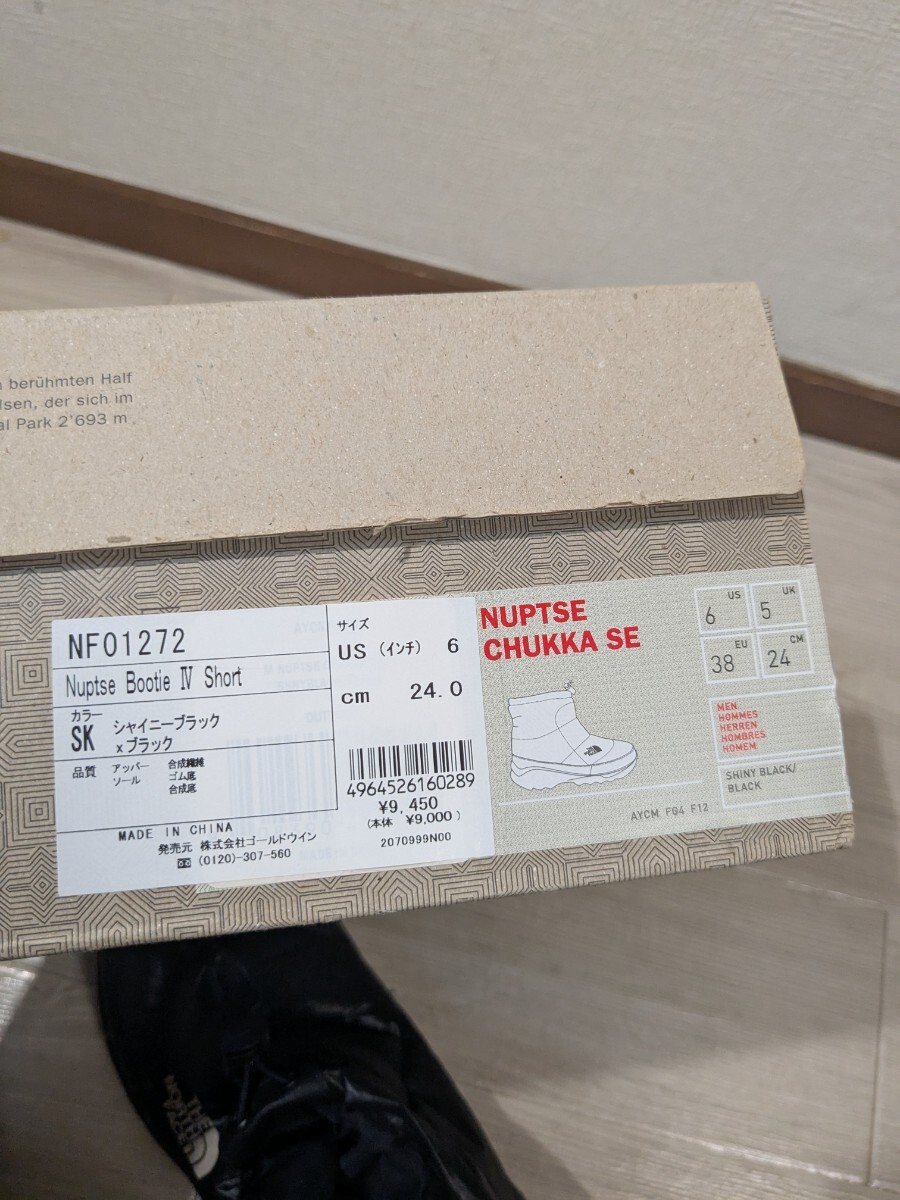 berühmten Half
lsen, der sich im
al Park 2'693 m.
NF01272
Nuptse Bootie Ⅳ Short
カラー
SK シャイニーブラック
xブラック
品質 アッパー 合成繊維
ソール ゴム底
合成底
MADE IN CHINA
発売元 株式会社ゴールドウイン
(0120)-307-560
サイズ
US (インチ) 6
cm 24.0
4964526160289
¥9,450
(本体 ¥9,000)
2070999N00
NUPTSE
CHUKKA SE
6 US
5 UK
38 EU
24 CM
MEN
HOMMES
HERREN
HOMBRES
HOMEM
SHINY BLACK/
BLACK
AYCM FG4 F12
THE
NORTH
FACE